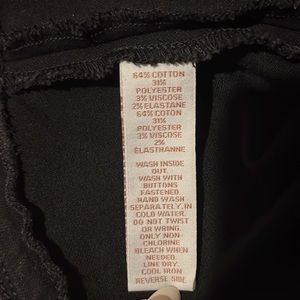 64% COTTON
31%
POLYESTER
3% VISCOSE
2% ELASTANE
64% COTON
31%
POLYESTER
3% VISCOSE
2%
ÉLASTHANNE
WASH INSIDE
OUT.
WASH WITH
BUTTONS
FASTENED.
HAND WASH
SEPARATELY, IN
COLD WATER.
DO NOT TWIST
OR WRING.
ONLY NON-
CHLORINE
BLEACH WHEN
NEEDED.
LINE DRY.
COOL IRON
REVERSE SIDE